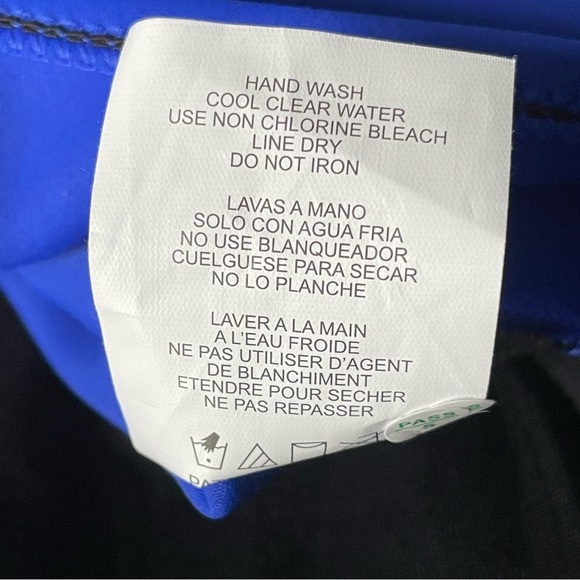 HAND WASH
COOL CLEAR WATER
USE NON CHLORINE BLEACH
LINE DRY
DO NOT IRON
LAVAS A MANO
SOLO CON AGUA FRIA
NO USE BLANQUEADOR
CUELGUESE PARA SECAR
NO LO PLANCHE
LAVER A LA MAIN
A L'EAU FROIDE
NE PAS UTILISER D'AGENT
DE BLANCHIMENT
ETENDRE POUR SECHER
NE PAS REPASSER
PASS